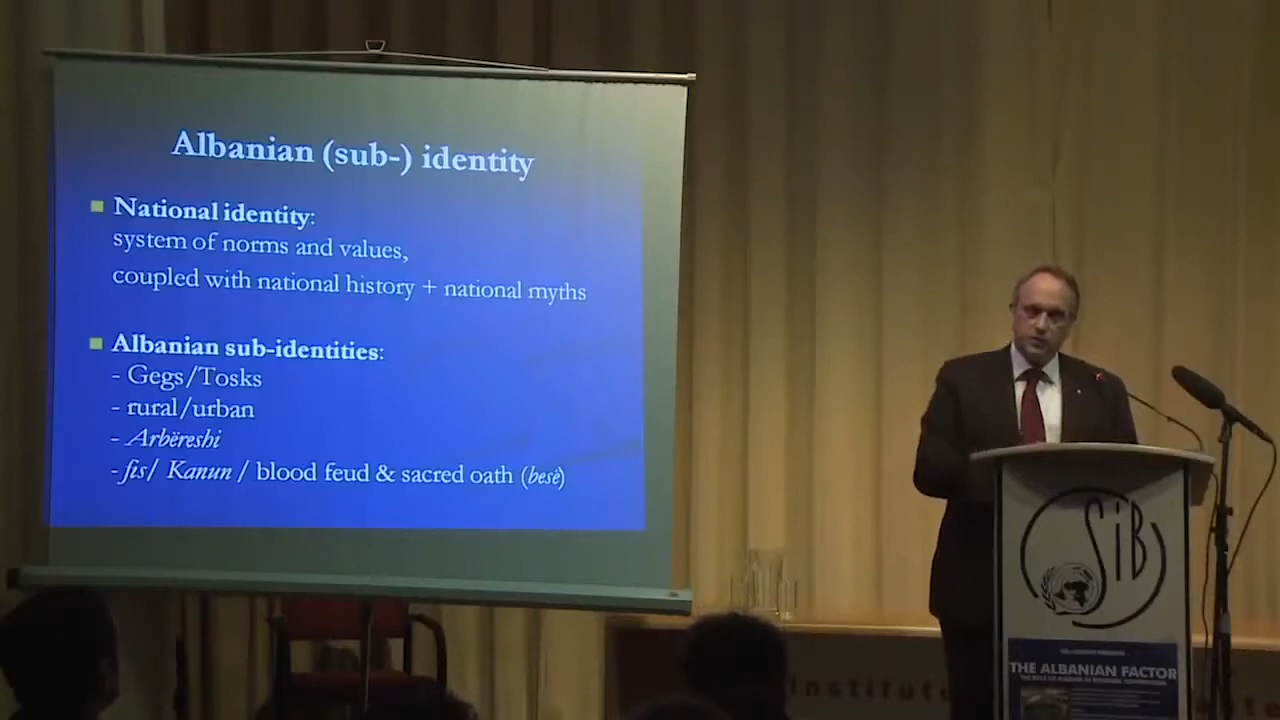 Albanian (sub-) identity
National identity:
system of norms and values,
coupled with national history + national myths
Albanian sub-identities:
- Gegs/Tosks
- rural/urban
- Arbëreshi
- fis/ Kanun / blood feud & sacred oath (besë)
SiB
THE ALBANIAN FACTOR
institut